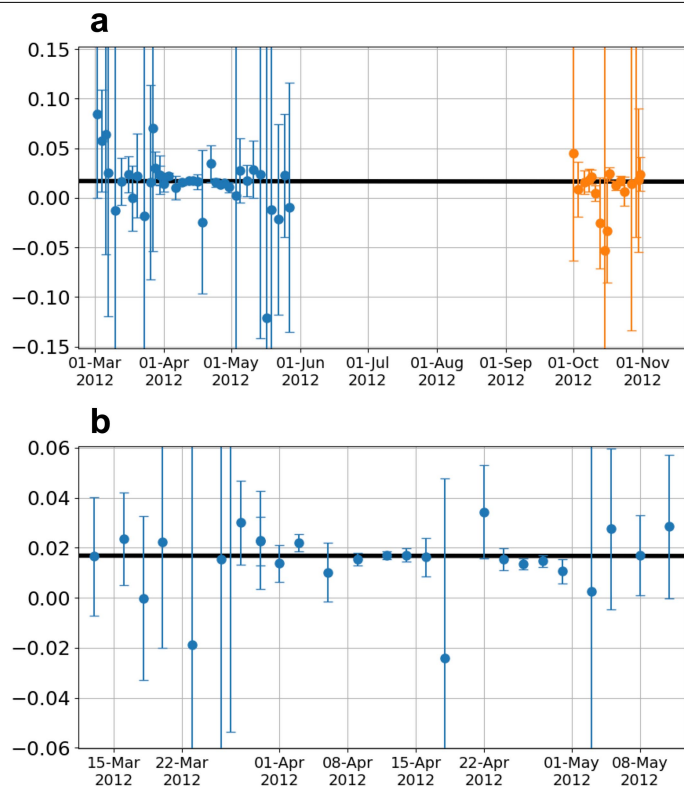 a
0.15
0.10
0.05
0.00
−0.05
−0.10
−0.15
01-Mar 01-Apr 01-May 01-Jun 01-Jul 01-Aug 01-Sep 01-Oct 01-Nov
2012 2012 2012 2012 2012 2012 2012 2012 2012
b
0.06
0.04
0.02
0.00
−0.02
−0.04
−0.06
15-Mar 22-Mar 01-Apr 08-Apr 15-Apr 22-Apr 01-May 08-May
2012 2012 2012 2012 2012 2012 2012 2012